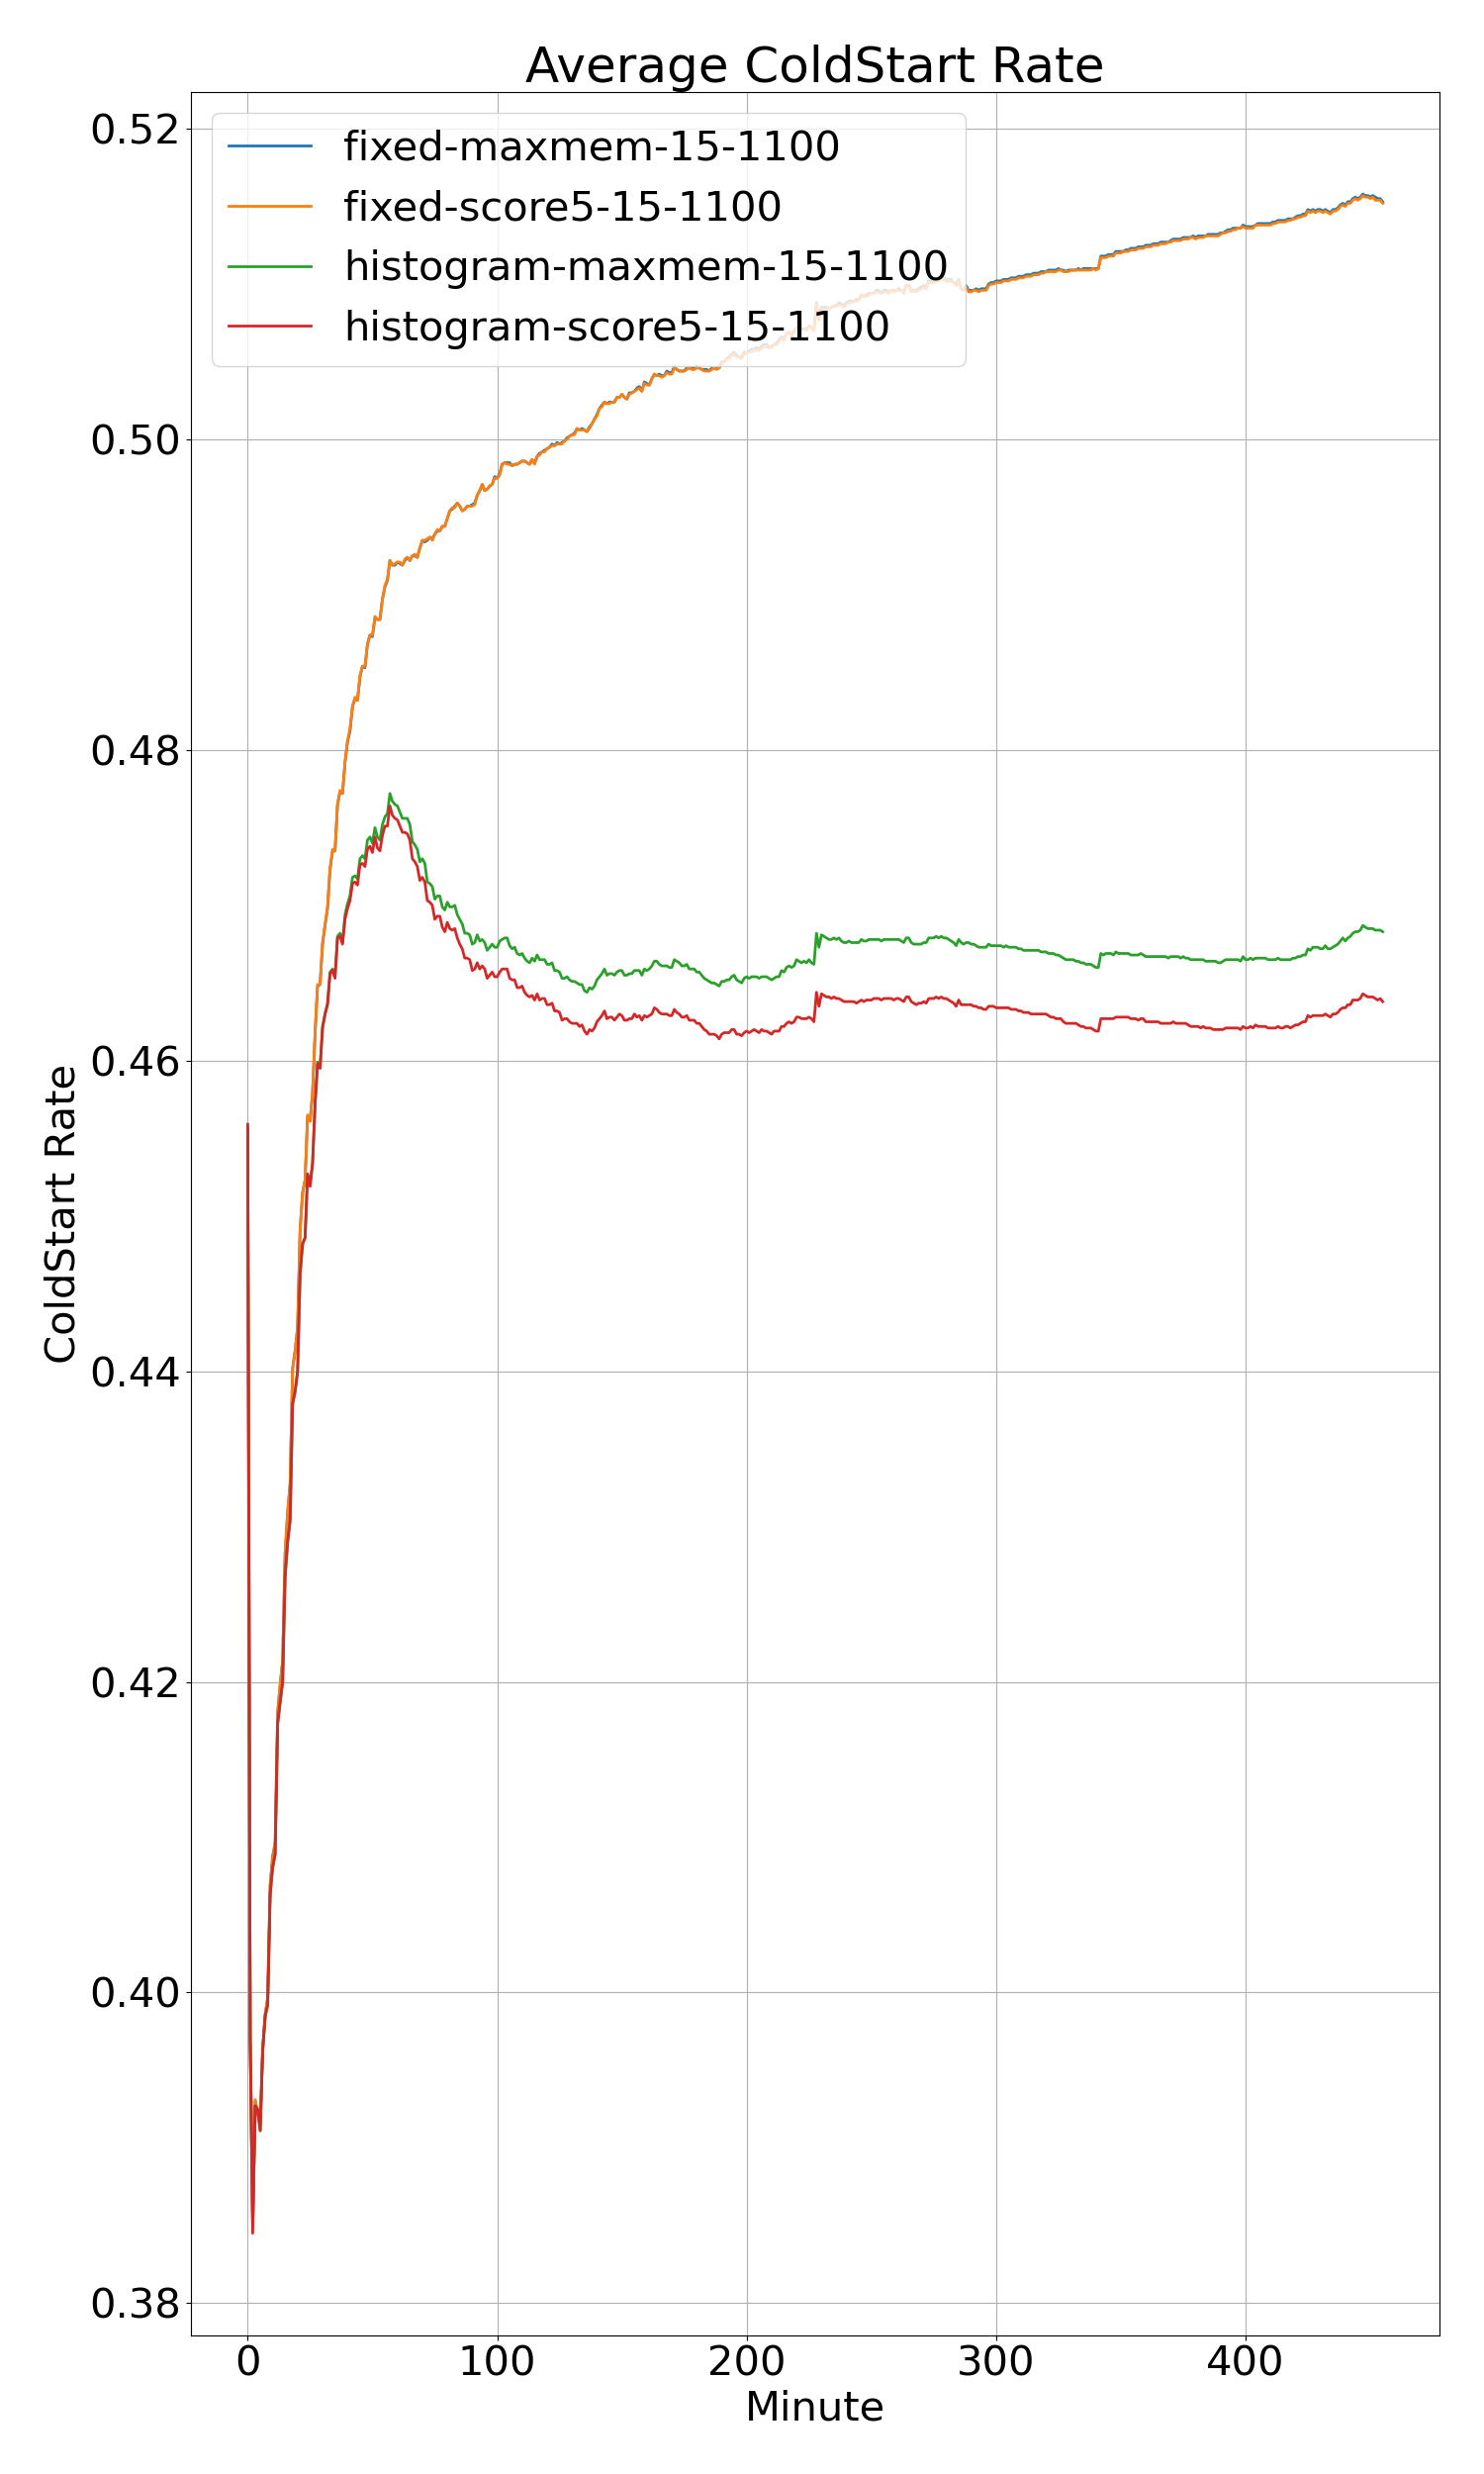 Average ColdStart Rate
fixed-maxmem-15-1100
fixed-score5-15-1100
histogram-maxmem-15-1100
histogram-score5-15-1100
0.52
0.50
0.48
0.46
0.44
0.42
0.40
0.38
ColdStart Rate
0 100 200 300 400
Minute